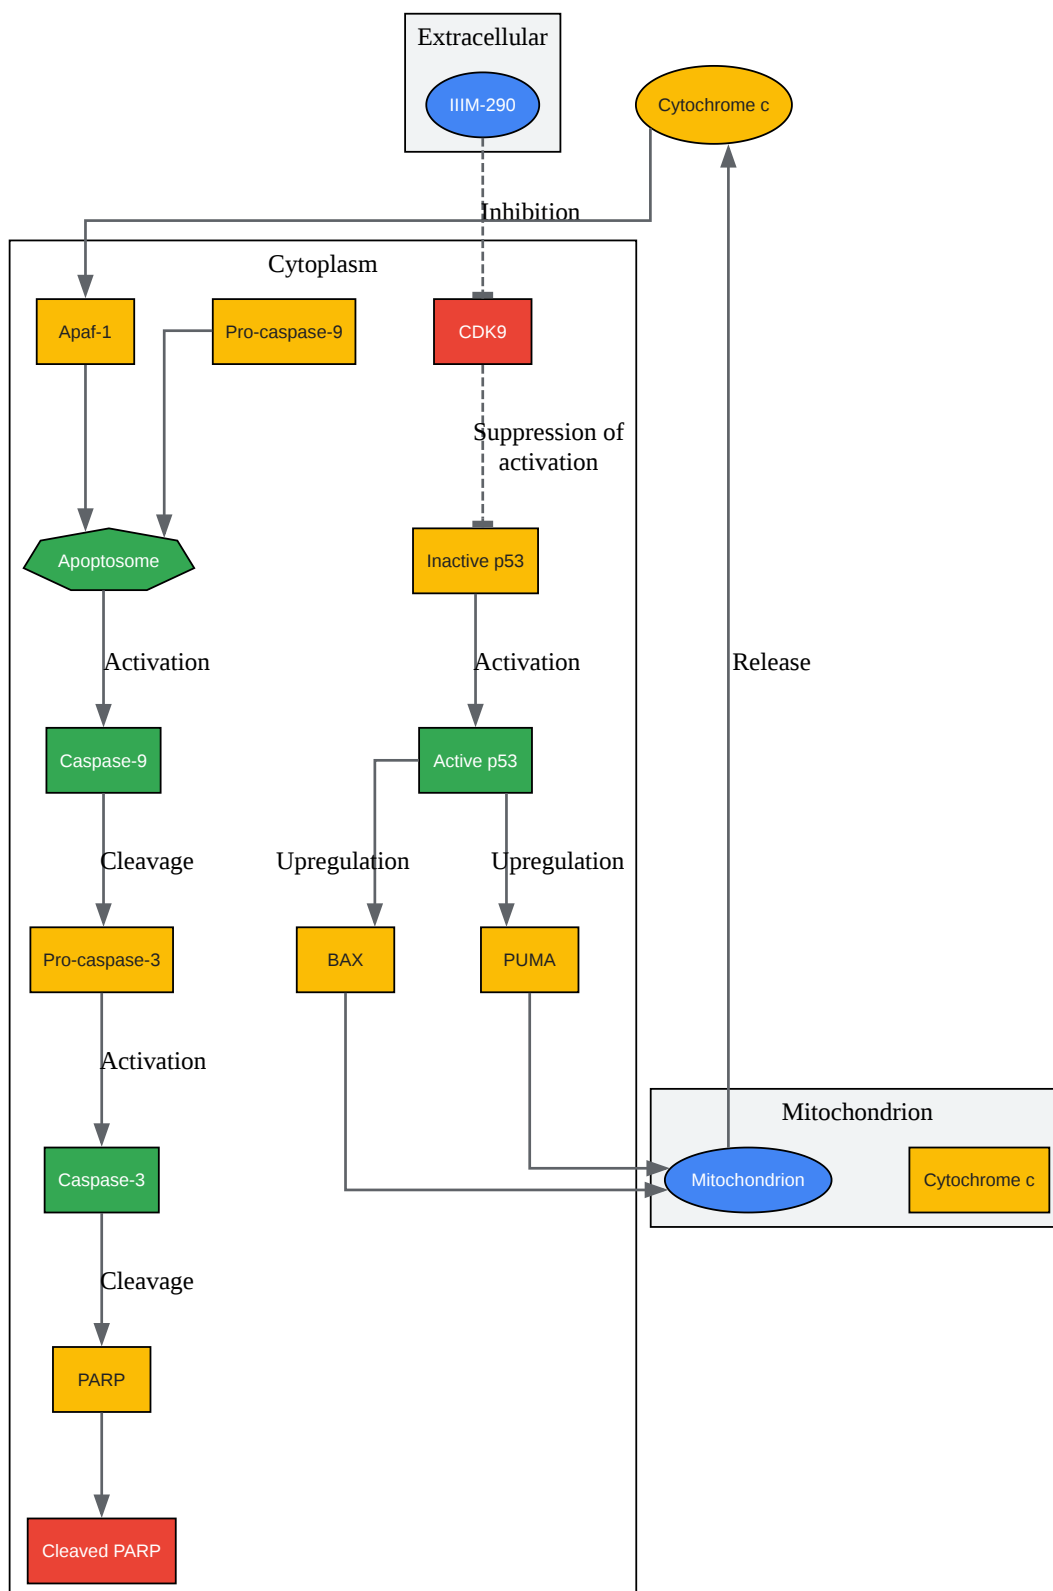 Extracellular
IIIM-290
Cytochrome c
Inhibition
Cytoplasm
Apaf-1
Pro-caspase-9
CDK9
Suppression of
activation
Apoptosome
Inactive p53
Activation
Activation
Release
Caspase-9
Active p53
Cleavage
Upregulation
Upregulation
Pro-caspase-3
BAX
PUMA
Activation
Mitochondrion
Caspase-3
Mitochondrion
Cytochrome c
Cleavage
PARP
Cleaved PARP